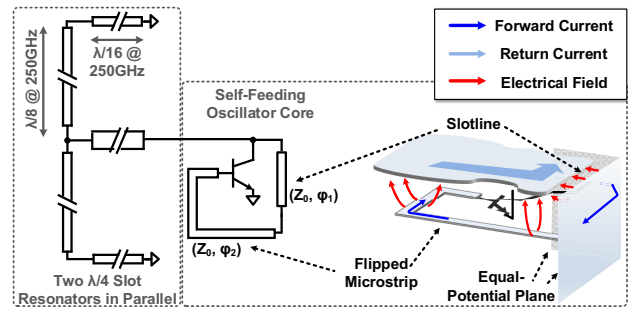 λ/8 @ 250GHz
λ/16 @
250GHz
Two λ/4 Slot
Resonators in Parallel
Self-Feeding
Oscillator Core
(Z₀, φ₁)
(Z₀, φ₂)
Forward Current
Return Current
Electrical Field
Slotline
Flipped
Microstrip
Equal-
Potential Plane